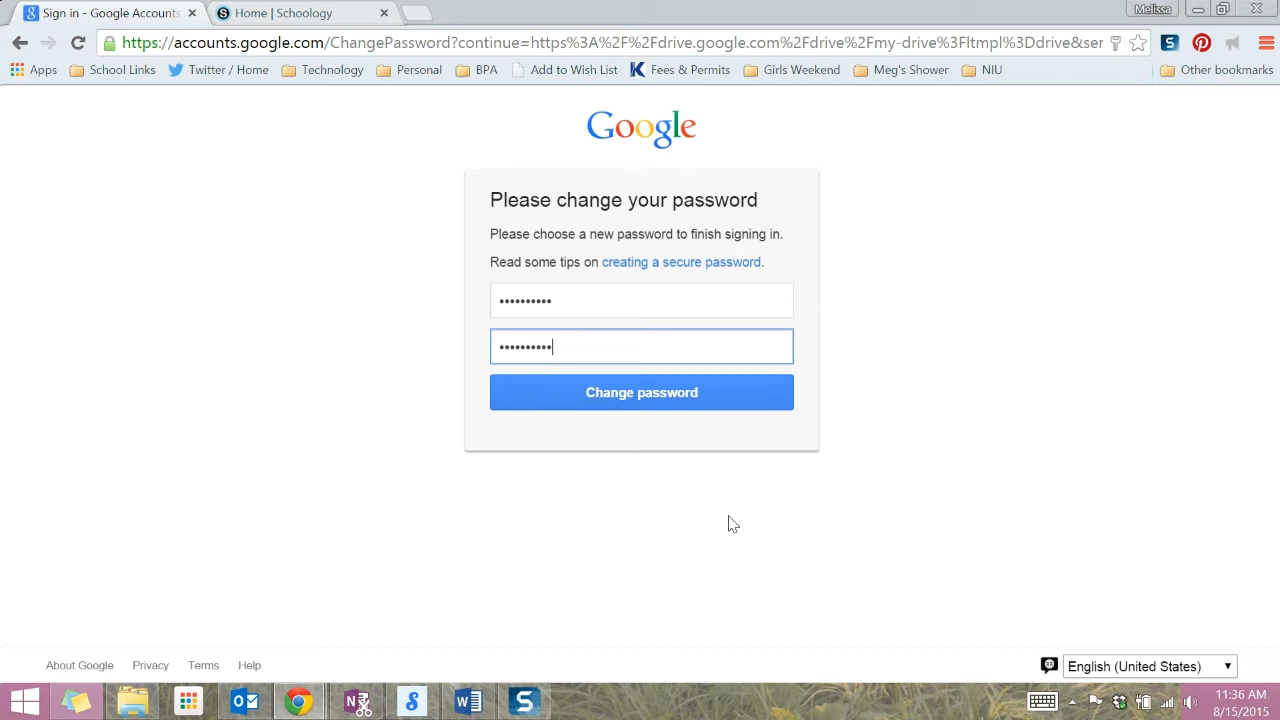 Sign in - Google Accounts
Home | Schoology
Melissa
https://accounts.google.com/ChangePassword?continue=https%3A%2F%2Fdrive.google.com%2Fdrive%2Fmy-drive%3Fltmpl%3Ddrive&ser
Apps School Links Twitter / Home Technology Personal BPA Add to Wish List Fees & Permits Girls Weekend Meg's Shower NIU Other bookmarks
Google
Please change your password
Please choose a new password to finish signing in.
Read some tips on creating a secure password.
••••••••••
••••••••••
Change password
About Google Privacy Terms Help
English (United States)
11:36 AM
8/15/2015